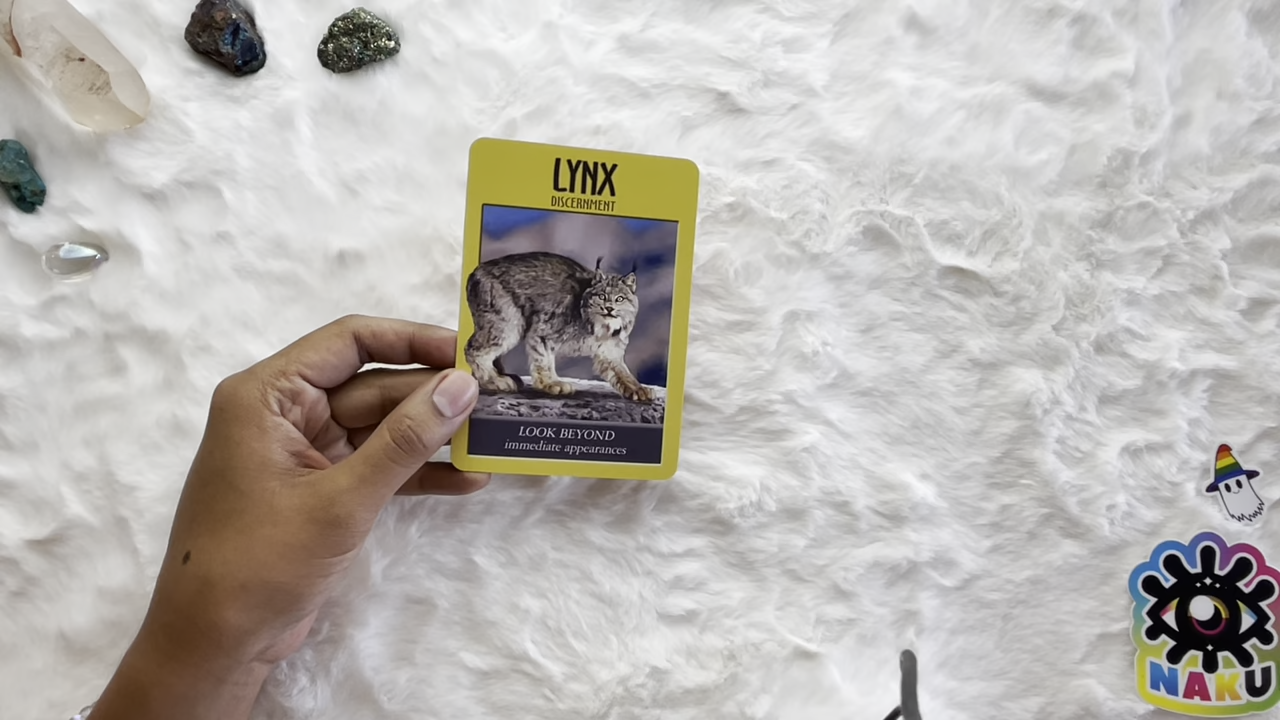 LYNX
DISCERNMENT
LOOK BEYOND
immediate appearances
NAKU